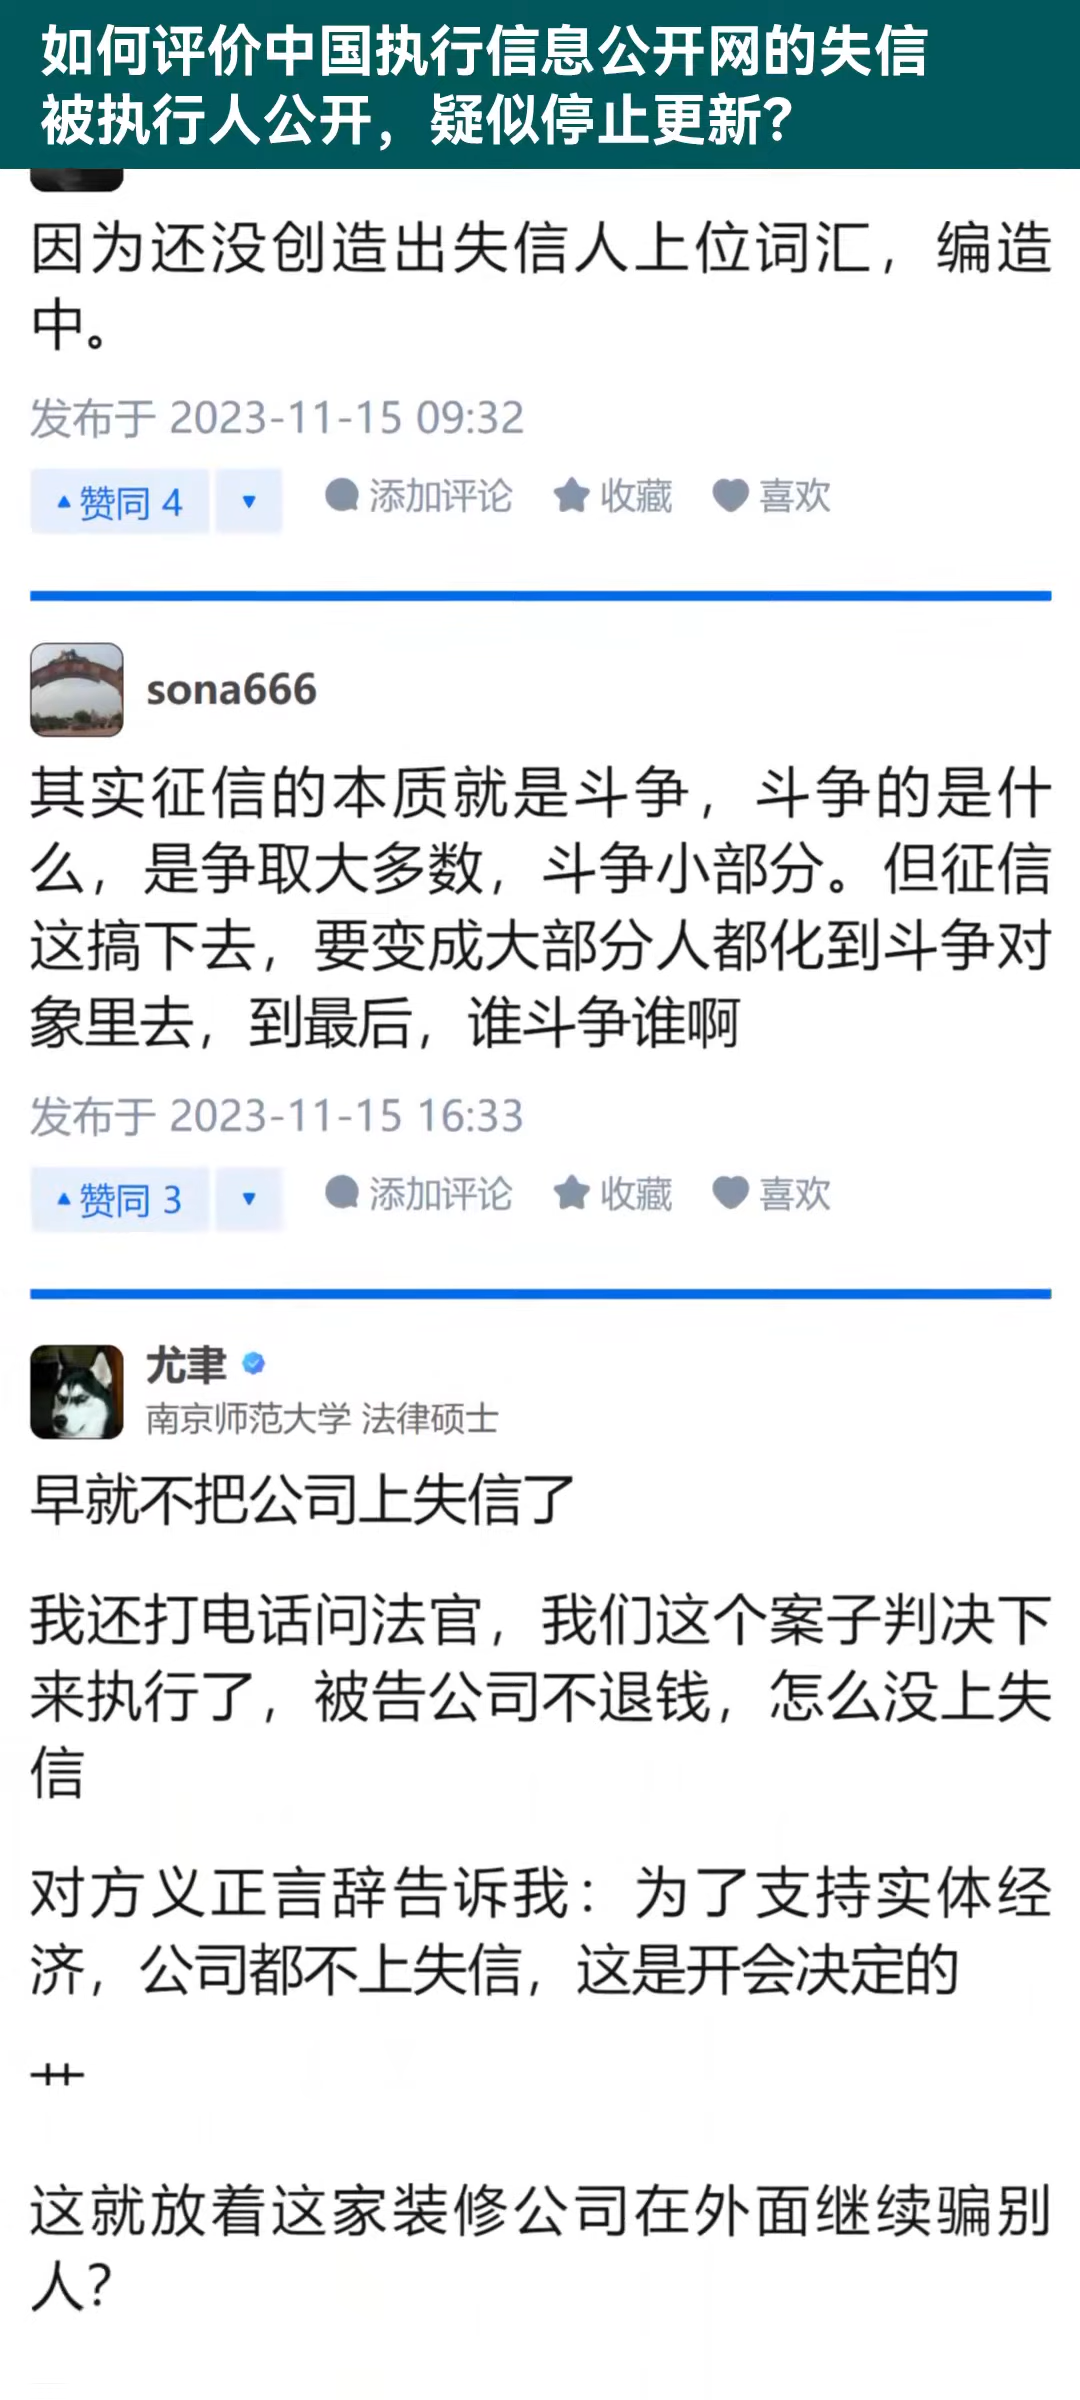 如何评价中国执行信息公开网的失信
被执行人公开，疑似停止更新？
因为还没创造出失信人上位词汇，编造
中。
发布于 2023-11-15 09:32
赞同 4
添加评论
收藏
喜欢
sona666
其实征信的本质就是斗争，斗争的是什
么，是争取大多数，斗争小部分。但征信
这搞下去，要变成大部分人都化到斗争对
象里去，到最后，谁斗争谁啊
发布于 2023-11-15 16:33
赞同 3
添加评论
收藏
喜欢
尤聿
南京师范大学 法律硕士
早就不把公司上失信了
我还打电话问法官，我们这个案子判决下
来执行了，被告公司不退钱，怎么没上失
信
对方义正言辞告诉我：为了支持实体经
济，公司都不上失信，这是开会决定的
艹
这就放着这家装修公司在外面继续骗别
人？